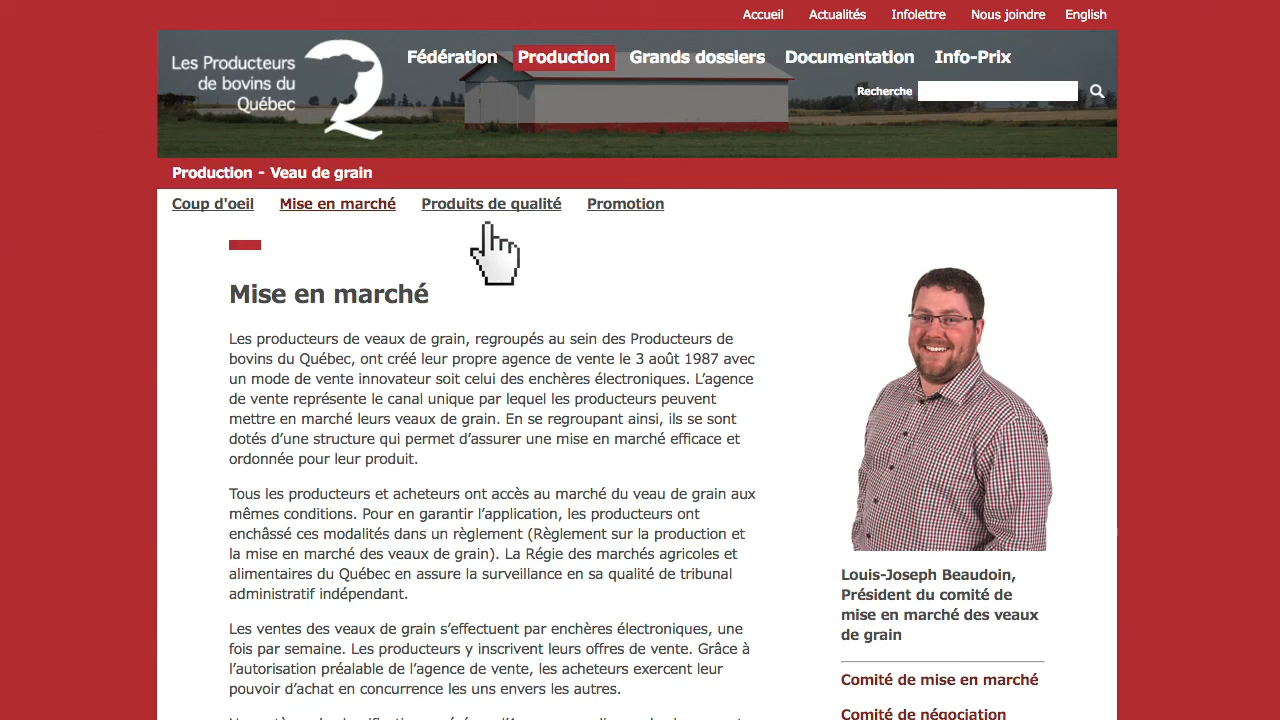 Accueil Actualités Infolettre Nous joindre English
Les Producteurs
de bovins du
Québec
Fédération Production Grands dossiers Documentation Info-Prix
Recherche
Production - Veau de grain
Coup d'oeil Mise en marché Produits de qualité Promotion
Mise en marché
Les producteurs de veaux de grain, regroupés au sein des Producteurs de
bovins du Québec, ont créé leur propre agence de vente le 3 août 1987 avec
un mode de vente innovateur soit celui des enchères électroniques. L’agence
de vente représente le canal unique par lequel les producteurs peuvent
mettre en marché leurs veaux de grain. En se regroupant ainsi, ils se sont
dotés d’une structure qui permet d’assurer une mise en marché efficace et
ordonnée pour leur produit.
Tous les producteurs et acheteurs ont accès au marché du veau de grain aux
mêmes conditions. Pour en garantir l’application, les producteurs ont
enchâssé ces modalités dans un règlement (Règlement sur la production et
la mise en marché des veaux de grain). La Régie des marchés agricoles et
alimentaires du Québec en assure la surveillance en sa qualité de tribunal
administratif indépendant.
Les ventes des veaux de grain s’effectuent par enchères électroniques, une
fois par semaine. Les producteurs y inscrivent leurs offres de vente. Grâce à
l’autorisation préalable de l’agence de vente, les acheteurs exercent leur
pouvoir d’achat en concurrence les uns envers les autres.
Louis-Joseph Beaudoin,
Président du comité de
mise en marché des veaux
de grain
Comité de mise en marché
Comité de négociation